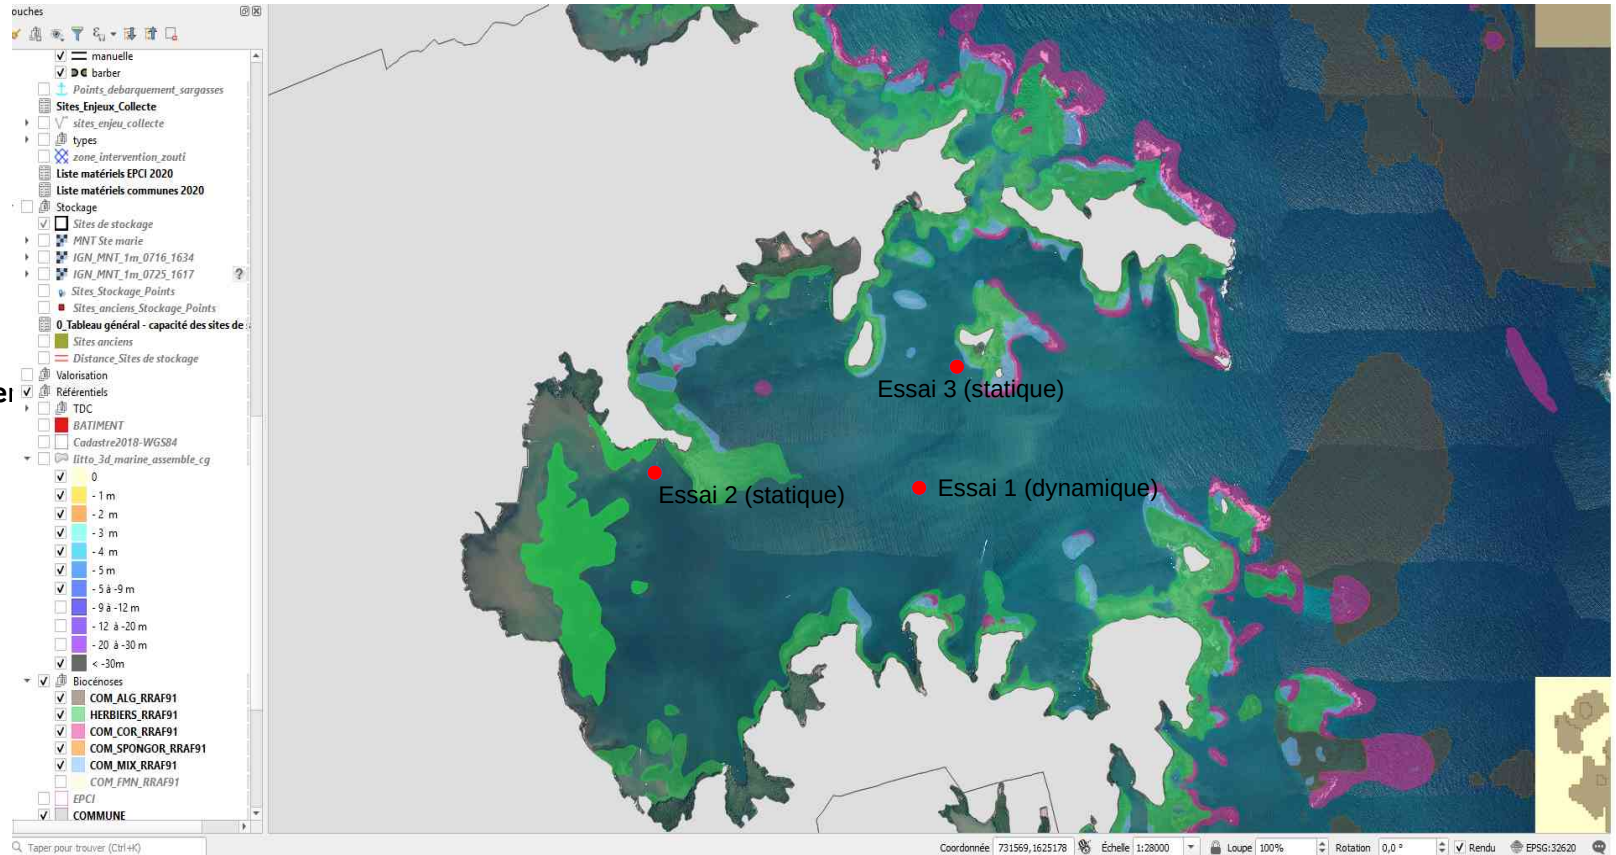 ouches
manuelle
barber
Points_debarquement_sargasses
Sites_Enjeux_Collecte
sites_enjeu_collecte
types
zone_intervention_zouti
Liste matériels EPCI 2020
Liste matériels communes 2020
Stockage
Sites de stockage
MNT Ste marie
IGN_MNT_1m_0716_1634
IGN_MNT_1m_0725_1617 ?
Sites_Stockage_Points
Sites_anciens_Stockage_Points
0_Tableau général - capacité des sites de
Sites anciens
Distance_Sites de stockage
Valorisation
Référentiels
TDC
BATIMENT
Cadastre2018-WGS84
litto_3d_marine_assemble_cg
0
- 1 m
- 2 m
- 3 m
- 4 m
- 5 m
- 5 à -9 m
- 9 à -12 m
- 12 à -20 m
- 20 à -30 m
< -30m
Biocénoses
COM_ALG_RRAF91
HERBIERS_RRAF91
COM_COR_RRAF91
COM_SPONGOR_RRAF91
COM_MIX_RRAF91
COM_FMN_RRAF91
EPCI
COMMUNE
Essai 3 (statique)
Essai 2 (statique)
Essai 1 (dynamique)
Taper pour trouver (Ctrl+K)
Coordonnée 731569,1625178 Échelle 1:28000 Loupe 100% Rotation 0,0 ° Rendu EPSG:32620